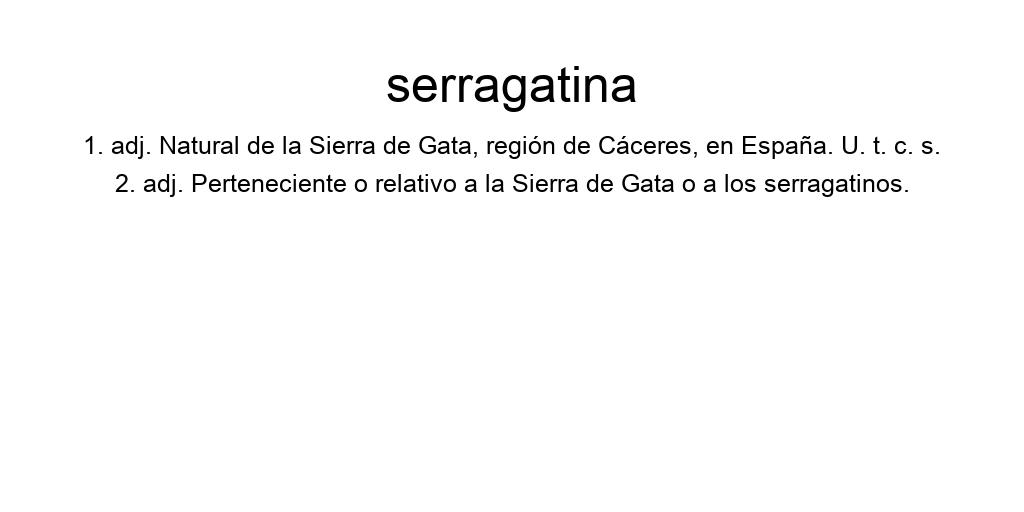 serragatina
1. adj. Natural de la Sierra de Gata, región de Cáceres, en España. U. t. c. s.
2. adj. Perteneciente o relativo a la Sierra de Gata o a los serragatinos.